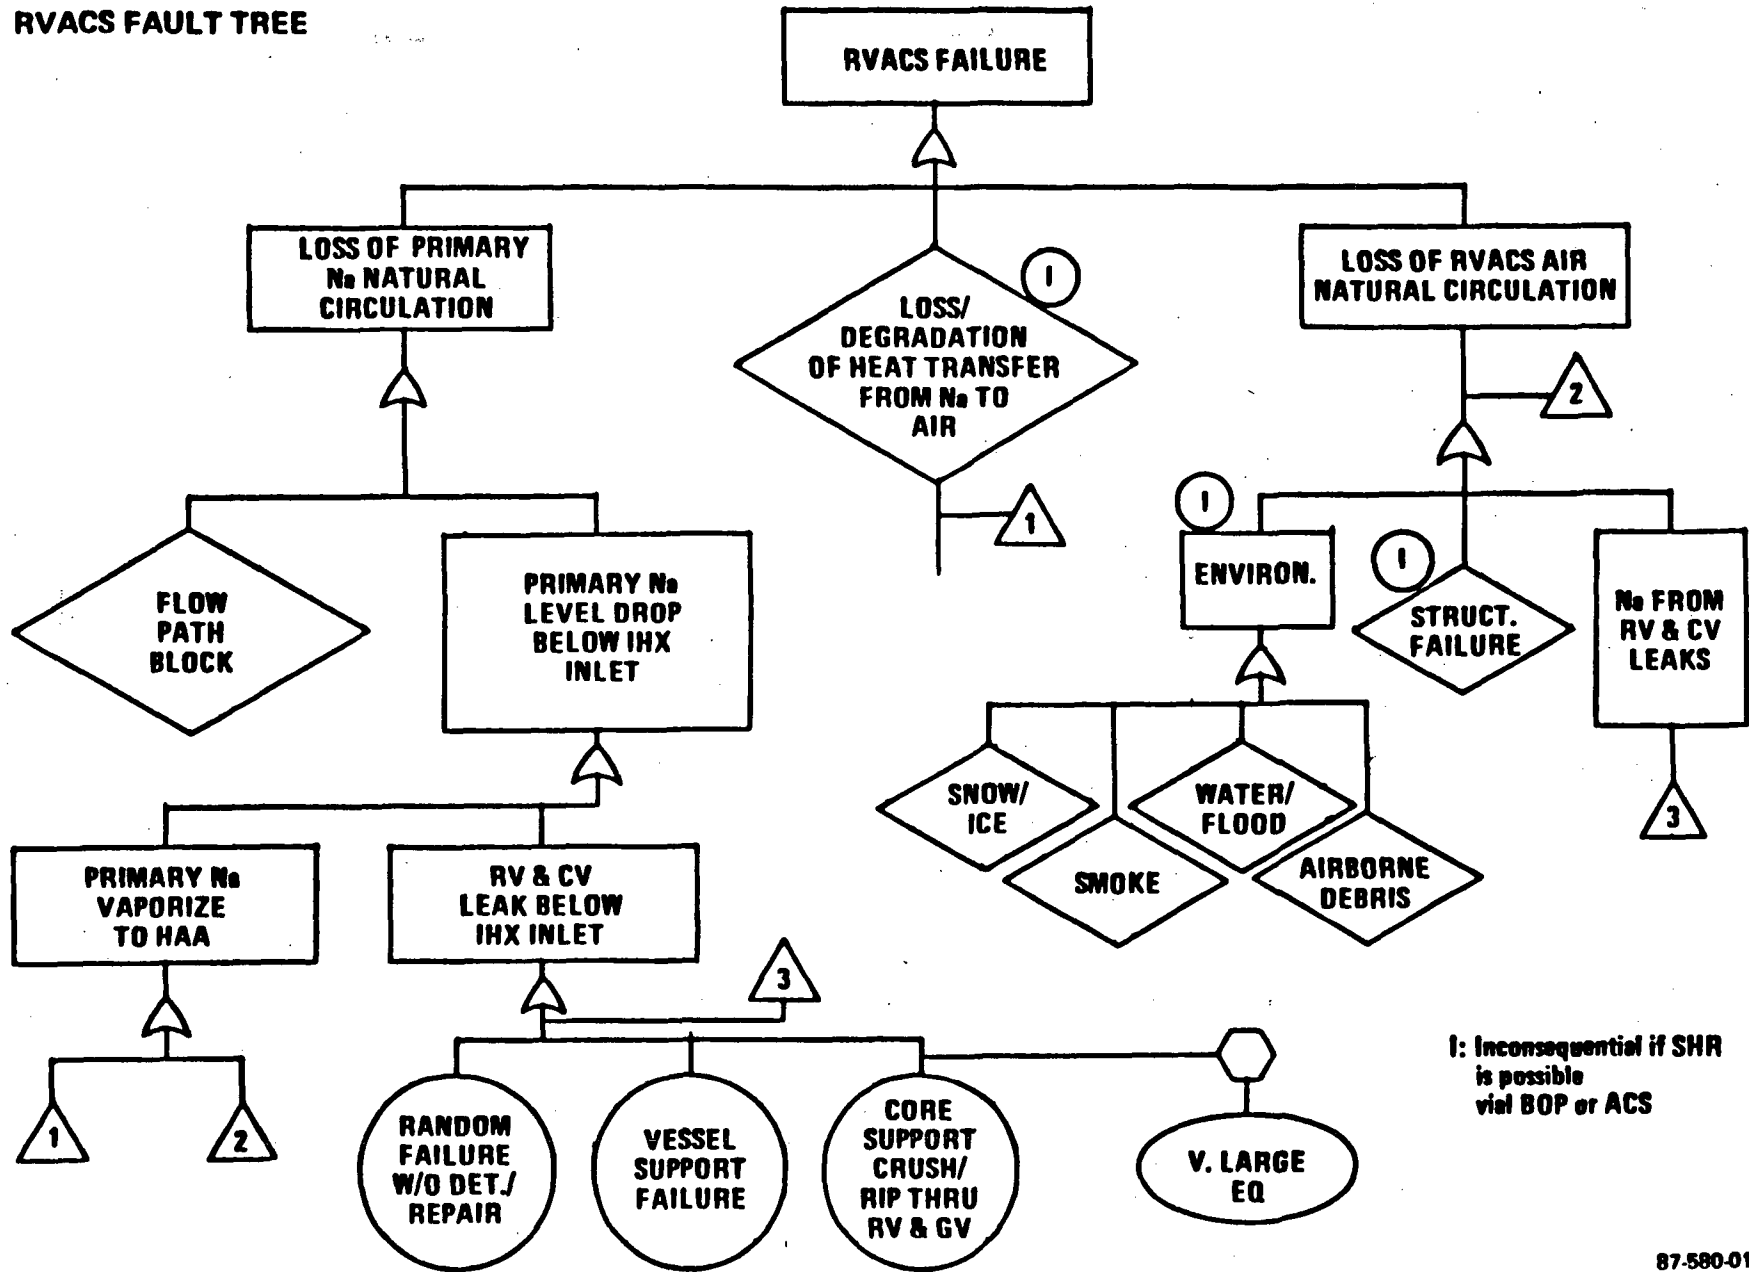 RVACS FAULT TREE
RVACS FAILURE
LOSS OF PRIMARY
Na NATURAL
CIRCULATION
I
LOSS/
DEGRADATION
OF HEAT TRANSFER
FROM Na TO
AIR
1
LOSS OF RVACS AIR
NATURAL CIRCULATION
2
FLOW
PATH
BLOCK
PRIMARY Na
LEVEL DROP
BELOW IHX
INLET
I
ENVIRON.
I
STRUCT.
FAILURE
Na FROM
RV & CV
LEAKS
3
SNOW/
ICE
SMOKE
WATER/
FLOOD
AIRBORNE
DEBRIS
PRIMARY Na
VAPORIZE
TO HAA
1
2
RV & CV
LEAK BELOW
IHX INLET
3
RANDOM
FAILURE
W/O DET./
REPAIR
VESSEL
SUPPORT
FAILURE
CORE
SUPPORT
CRUSH/
RIP THRU
RV & GV
V. LARGE
EQ
I: Inconsequential if SHR
is possible
vial BOP or ACS
87-580-01